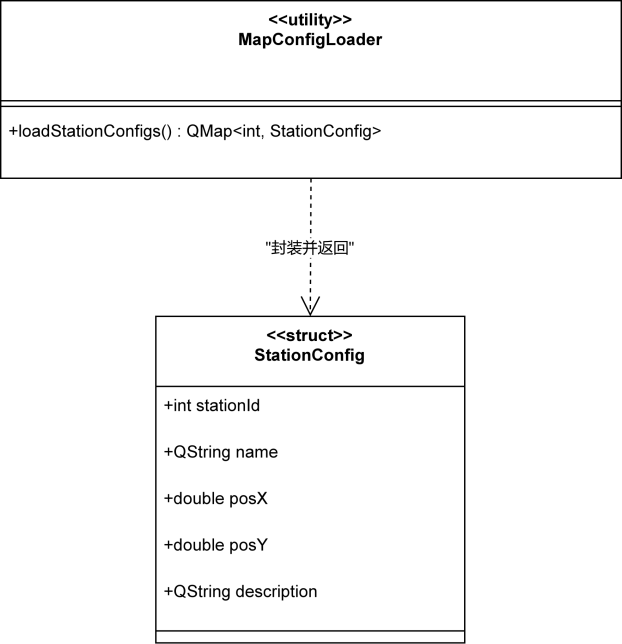 <<utility>>
MapConfigLoader
+loadStationConfigs() : QMap<int, StationConfig>
"封装并返回"
<<struct>>
StationConfig
+int stationId
+QString name
+double posX
+double posY
+QString description